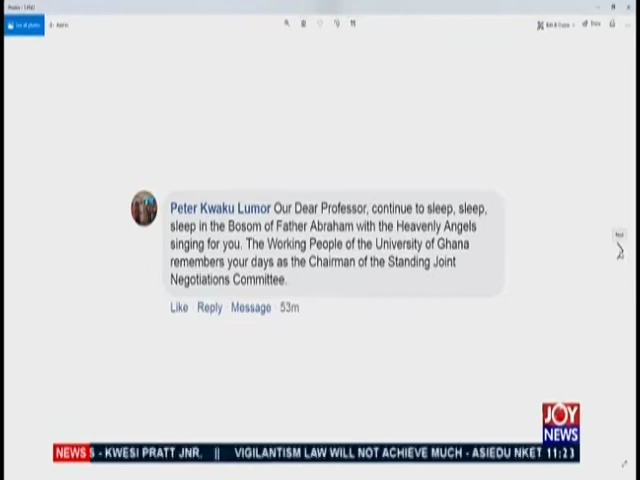 See all photos
Peter Kwaku Lumor Our Dear Professor, continue to sleep, sleep,
sleep in the Bosom of Father Abraham with the Heavenly Angels
singing for you. The Working People of the University of Ghana
remembers your days as the Chairman of the Standing Joint
Negotiations Committee.
Like Reply Message 53m
JOY
NEWS
NEWS S - KWESI PRATT JNR. || VIGILANTISM LAW WILL NOT ACHIEVE MUCH - ASIEDU NKET 11:23